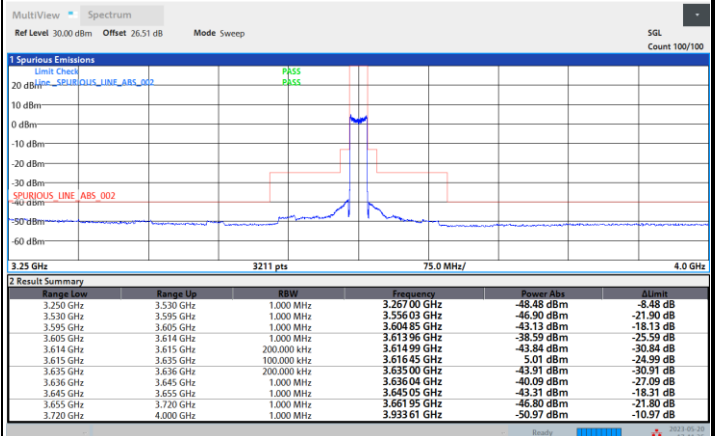 MultiView Spectrum
Ref Level 30.00 dBm Offset 26.51 dB Mode Sweep SGL
Count 100/100
1 Spurious Emissions
Limit Check PASS
20 dBm Line _SPURIOUS_LINE_ABS_002 PASS
10 dBm
0 dBm
-10 dBm
-20 dBm
-30 dBm
SPURIOUS_LINE_ABS_002
-40 dBm
-50 dBm
-60 dBm
3.25 GHz 3211 pts 75.0 MHz/ 4.0 GHz
2 Result Summary
Range Low Range Up RBW Frequency Power Abs ΔLimit
3.250 GHz 3.530 GHz 1.000 MHz 3.267 00 GHz -48.48 dBm -8.48 dB
3.530 GHz 3.595 GHz 1.000 MHz 3.556 03 GHz -46.90 dBm -21.90 dB
3.595 GHz 3.605 GHz 1.000 MHz 3.604 85 GHz -43.13 dBm -18.13 dB
3.605 GHz 3.614 GHz 1.000 MHz 3.613 96 GHz -38.59 dBm -25.59 dB
3.614 GHz 3.615 GHz 200.000 kHz 3.614 99 GHz -43.84 dBm -30.84 dB
3.615 GHz 3.635 GHz 100.000 kHz 3.616 45 GHz 5.01 dBm -24.99 dB
3.635 GHz 3.636 GHz 200.000 kHz 3.635 00 GHz -43.91 dBm -30.91 dB
3.636 GHz 3.645 GHz 1.000 MHz 3.636 04 GHz -40.09 dBm -27.09 dB
3.645 GHz 3.655 GHz 1.000 MHz 3.645 05 GHz -43.31 dBm -18.31 dB
3.655 GHz 3.720 GHz 1.000 MHz 3.661 95 GHz -46.80 dBm -21.80 dB
3.720 GHz 4.000 GHz 1.000 MHz 3.933 61 GHz -50.97 dBm -10.97 dB
Ready 2023-05-20